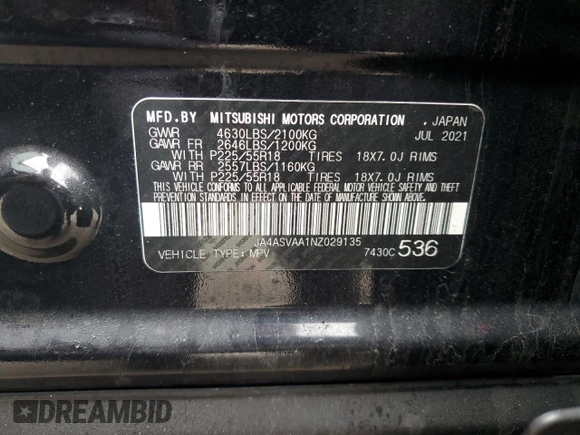 MFD.BY MITSUBISHI MOTORS CORPORATION . JAPAN
GVWR 4630LBS/2100KG JUL 2021
GAWR FR 2646LBS/1200KG
WITH P225/55R18 TIRES 18X7.0J RIMS
GAWR RR 2557LBS/1160KG
WITH P225/55R18 TIRES 18X7.0J RIMS
THIS VEHICLE CONFORMS TO ALL APPLICABLE FEDERAL MOTOR VEHICLE SAFETY AND THEFT
PREVENTION STANDARDS IN EFFECT ON THE DATE OF MANUFACTURE SHOWN ABOVE.
JA4ASVAA1NZ029135
VEHICLE TYPE:MPV 7430C 536
DREAMBID